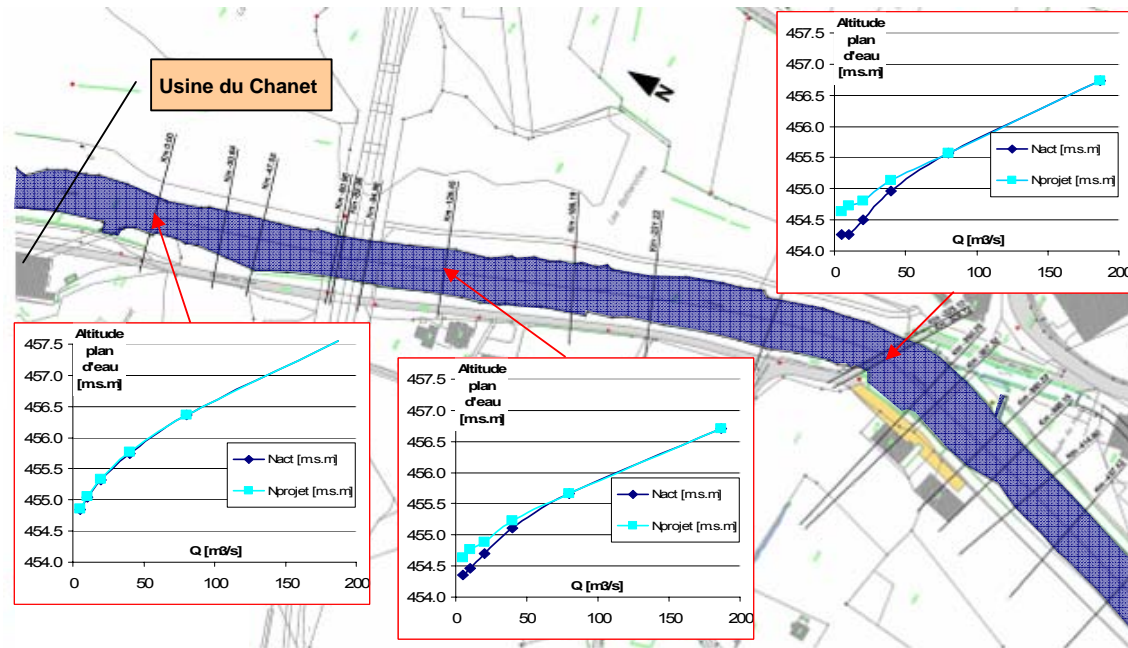 Usine du Chanet
N
Altitude
plan
d'eau
[m.s.m]
457.5
457.0
456.5
456.0
455.5
455.0
454.5
454.0
Nact [m.s.m]
Nprojet [m.s.m]
Q [m3/s]
0
50
100
150
200
Altitude
plan
d'eau
[m.s.m]
457.5
457.0
456.5
456.0
455.5
455.0
454.5
454.0
Nact [m.s.m]
Nprojet [m.s.m]
Q [m3/s]
0
50
100
150
200
Altitude
plan
d'eau
[m.s.m]
457.5
457.0
456.5
456.0
455.5
455.0
454.5
454.0
Nact [m.s.m]
Nprojet [m.s.m]
Q [m3/s]
0
50
100
150
200